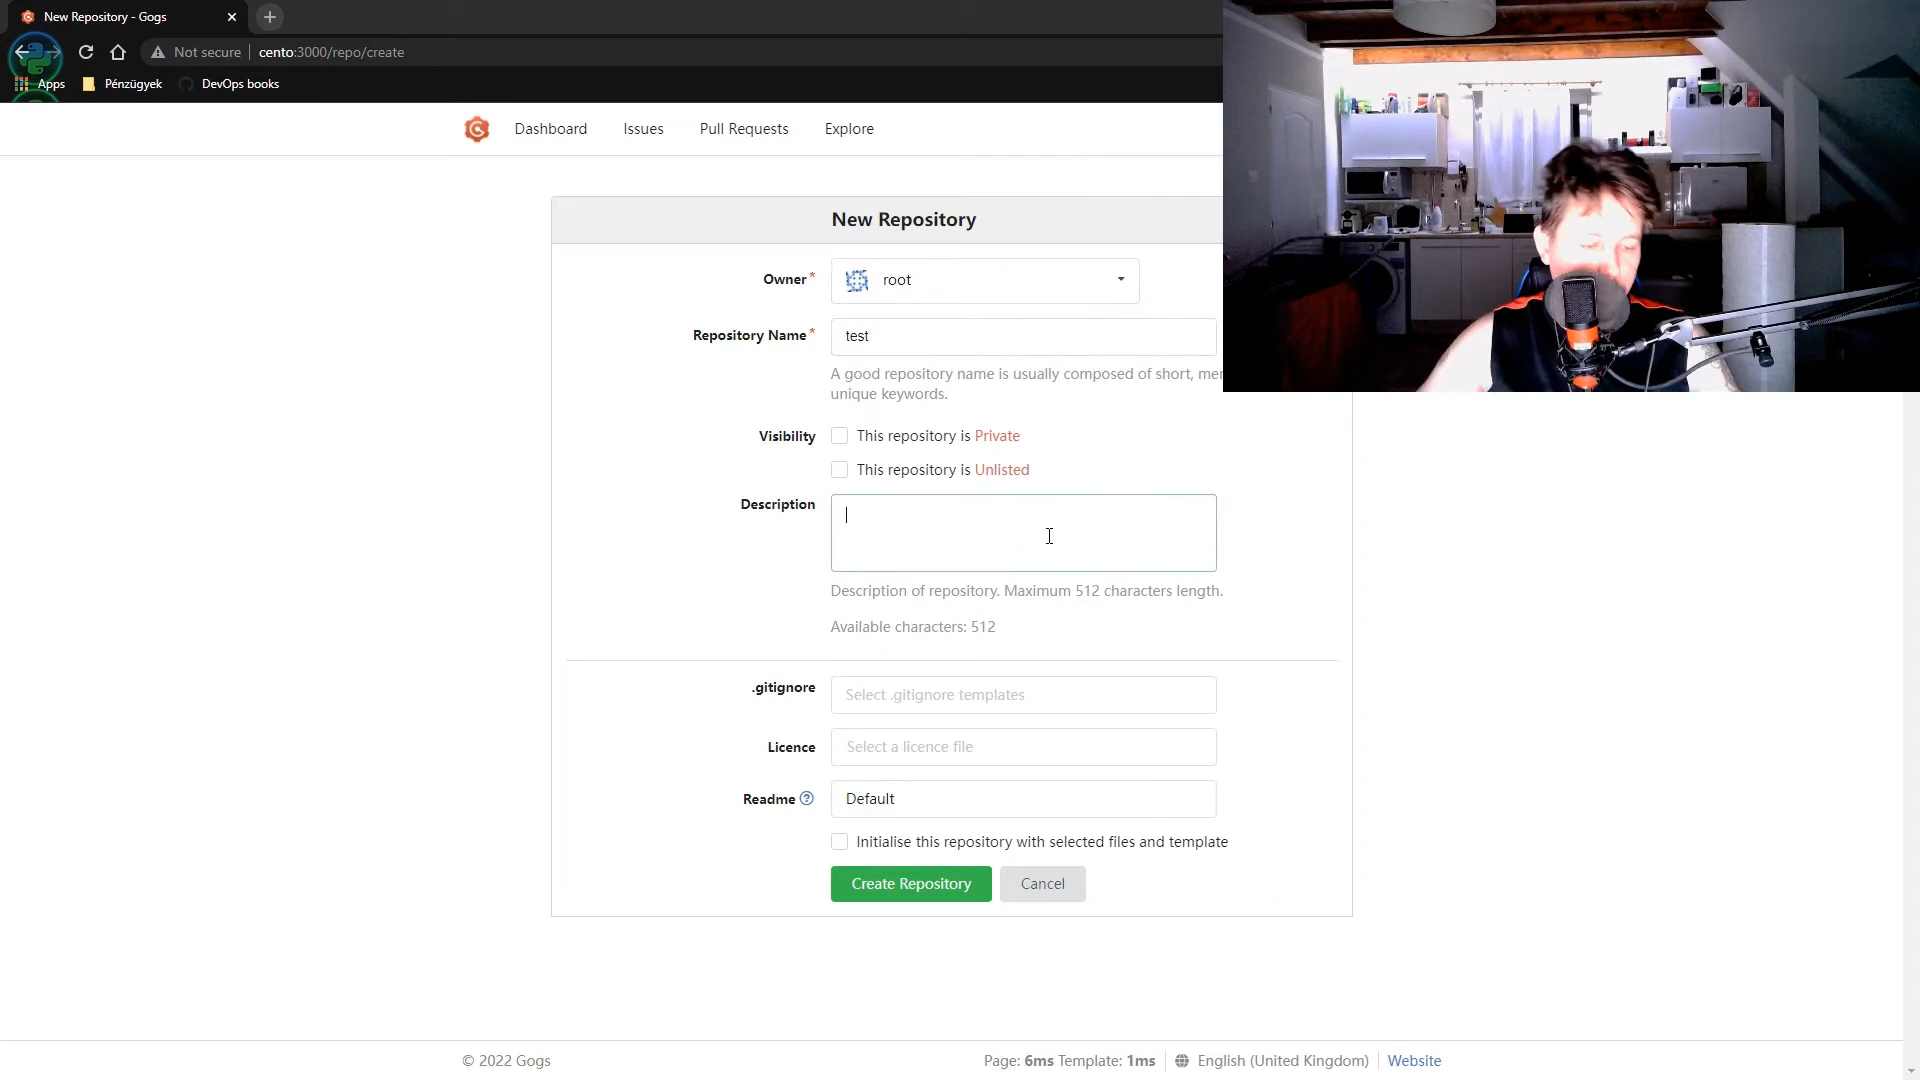 New Repository - Gogs
Not secure
cento:3000/repo/create
Apps
Pénzügyek
DevOps books
Dashboard
Issues
Pull Requests
Explore
New Repository
Owner*
root
Repository Name*
test
A good repository name is usually composed of short,
unique keywords.
Visibility
This repository is Private
This repository is Unlisted
Description
Description of repository. Maximum 512 characters length.
Available characters: 512
.gitignore
Select .gitignore templates
Licence
Select a licence file
Readme
Default
Initialise this repository with selected files and template
Create Repository
Cancel
© 2022 Gogs
Page: 6ms Template: 1ms
English (United Kingdom)
Website